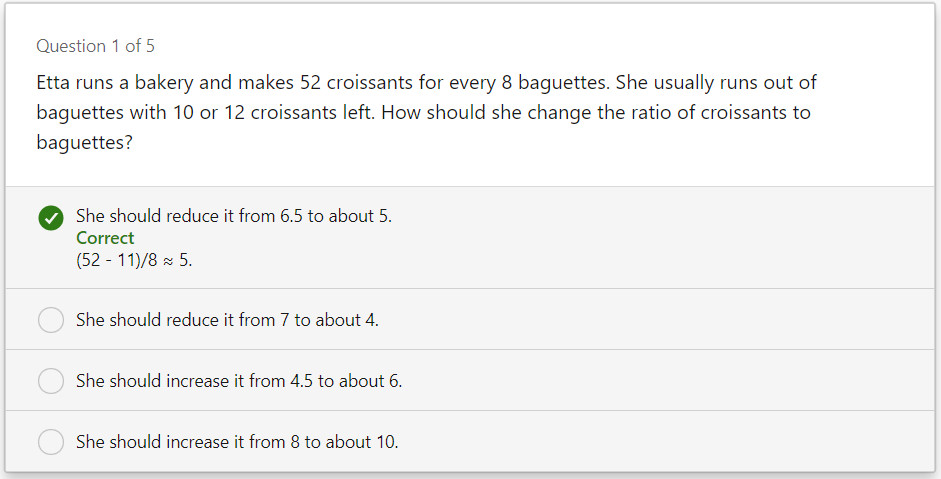 Question 1 of 5
Etta runs a bakery and makes 52 croissants for every 8 baguettes. She usually runs out of
baguettes with 10 or 12 croissants left. How should she change the ratio of croissants to
baguettes?
She should reduce it from 6.5 to about 5.
Correct
(52 - 11)/8 ≈ 5.
She should reduce it from 7 to about 4.
She should increase it from 4.5 to about 6.
She should increase it from 8 to about 10.